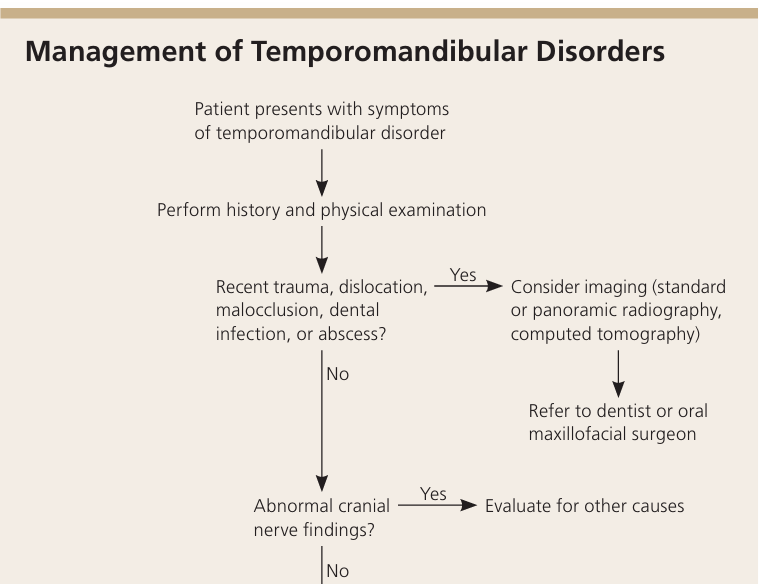 Management of Temporomandibular Disorders
Patient presents with symptoms
of temporomandibular disorder
Perform history and physical examination
Recent trauma, dislocation,
malocclusion, dental
infection, or abscess?
Yes
Consider imaging (standard
or panoramic radiography,
computed tomography)
No
Refer to dentist or oral
maxillofacial surgeon
Abnormal cranial
nerve findings?
Yes
Evaluate for other causes
No